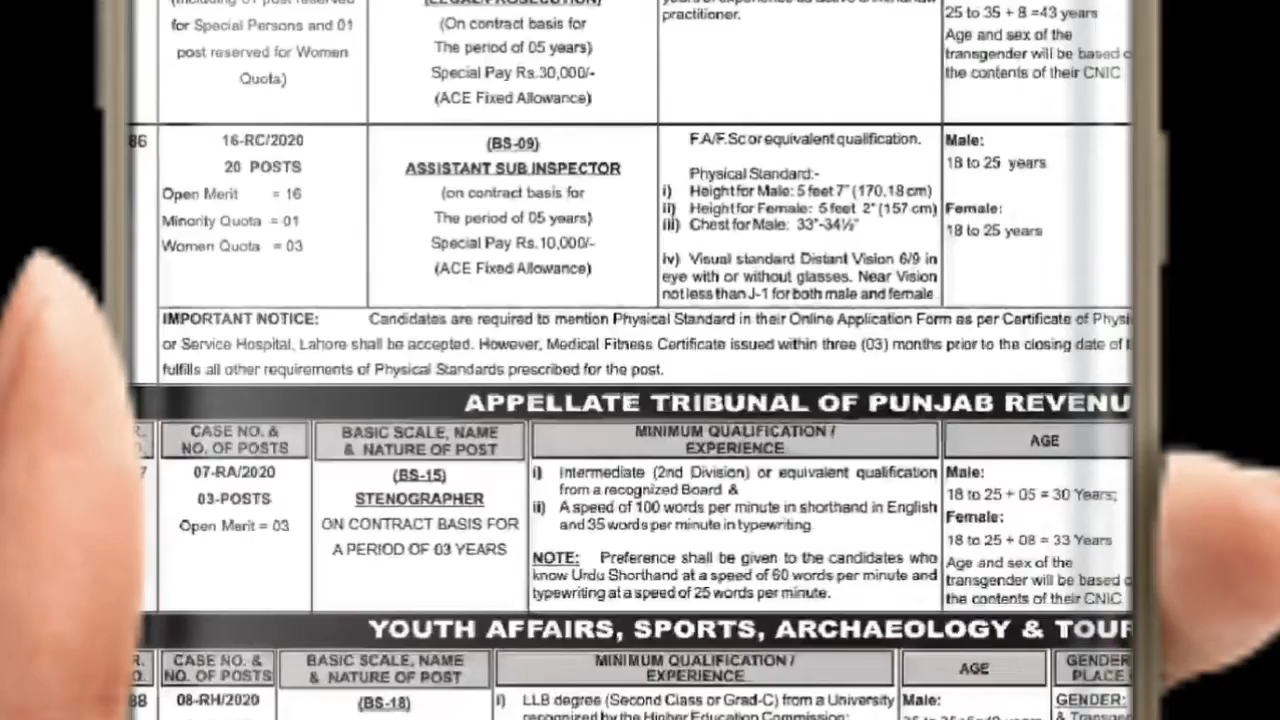 for Special Persons and 01
post reserved for Women
Quota)
(On contract basis for
The period of 05 years)
Special Pay Rs.30,000/-
(ACE Fixed Allowance)
practitioner.
25 to 35 + 8 =43 years
Age and sex of the
transgender will be based
the contents of their CNIC
86
16-RC/2020
20 POSTS
Open Merit = 16
Minority Quota = 01
Women Quota = 03
(BS-09)
ASSISTANT SUB INSPECTOR
(on contract basis for
The period of 05 years)
Special Pay Rs.10,000/-
(ACE Fixed Allowance)
F.A/F.Sc or equivalent qualification.
Physical Standard:-
i) Height for Male: 5 feet 7" (170.18 cm)
ii) Height for Female: 5 feet 2" (157 cm)
iii) Chest for Male: 33"-34½"
iv) Visual standard Distant Vision 6/9 in
eye with or without glasses. Near Vision
not less than J-1 for both male and female
Male:
18 to 25 years
Female:
18 to 25 years
IMPORTANT NOTICE: Candidates are required to mention Physical Standard in their Online Application Form as per Certificate of
or Service Hospital, Lahore shall be accepted. However, Medical Fitness Certificate issued within three (03) months prior to the closing date of
fulfills all other requirements of Physical Standards prescribed for the post.
APPELLATE TRIBUNAL OF PUNJAB REVENU
CASE NO. &
NO. OF POSTS
BASIC SCALE, NAME
& NATURE OF POST
MINIMUM QUALIFICATION /
EXPERIENCE
AGE
7
07-RA/2020
03-POSTS
Open Merit = 03
(BS-15)
STENOGRAPHER
ON CONTRACT BASIS FOR
A PERIOD OF 03 YEARS
i) Intermediate (2nd Division) or equivalent qualification
from a recognized Board &
ii) A speed of 100 words per minute in shorthand in English
and 35 words per minute in typewriting.
NOTE: Preference shall be given to the candidates who
know Urdu Shorthand at a speed of 60 words per minute and
typewriting at a speed of 25 words per minute.
Male:
18 to 25 + 05 = 30 Years;
Female:
18 to 25 + 08 = 33 Years
Age and sex of the
transgender will be based
the contents of their CNIC.
YOUTH AFFAIRS, SPORTS, ARCHAEOLOGY & TOUR
CASE NO. &
NO. OF POSTS
BASIC SCALE, NAME
& NATURE OF POST
MINIMUM QUALIFICATION /
EXPERIENCE
AGE
GENDER
PLACE
88
08-RH/2020
(BS-18)
i) LLB degree (Second Class or Grad-C) from a University
recognized by the Higher Education Commission;
Male:
GENDER: